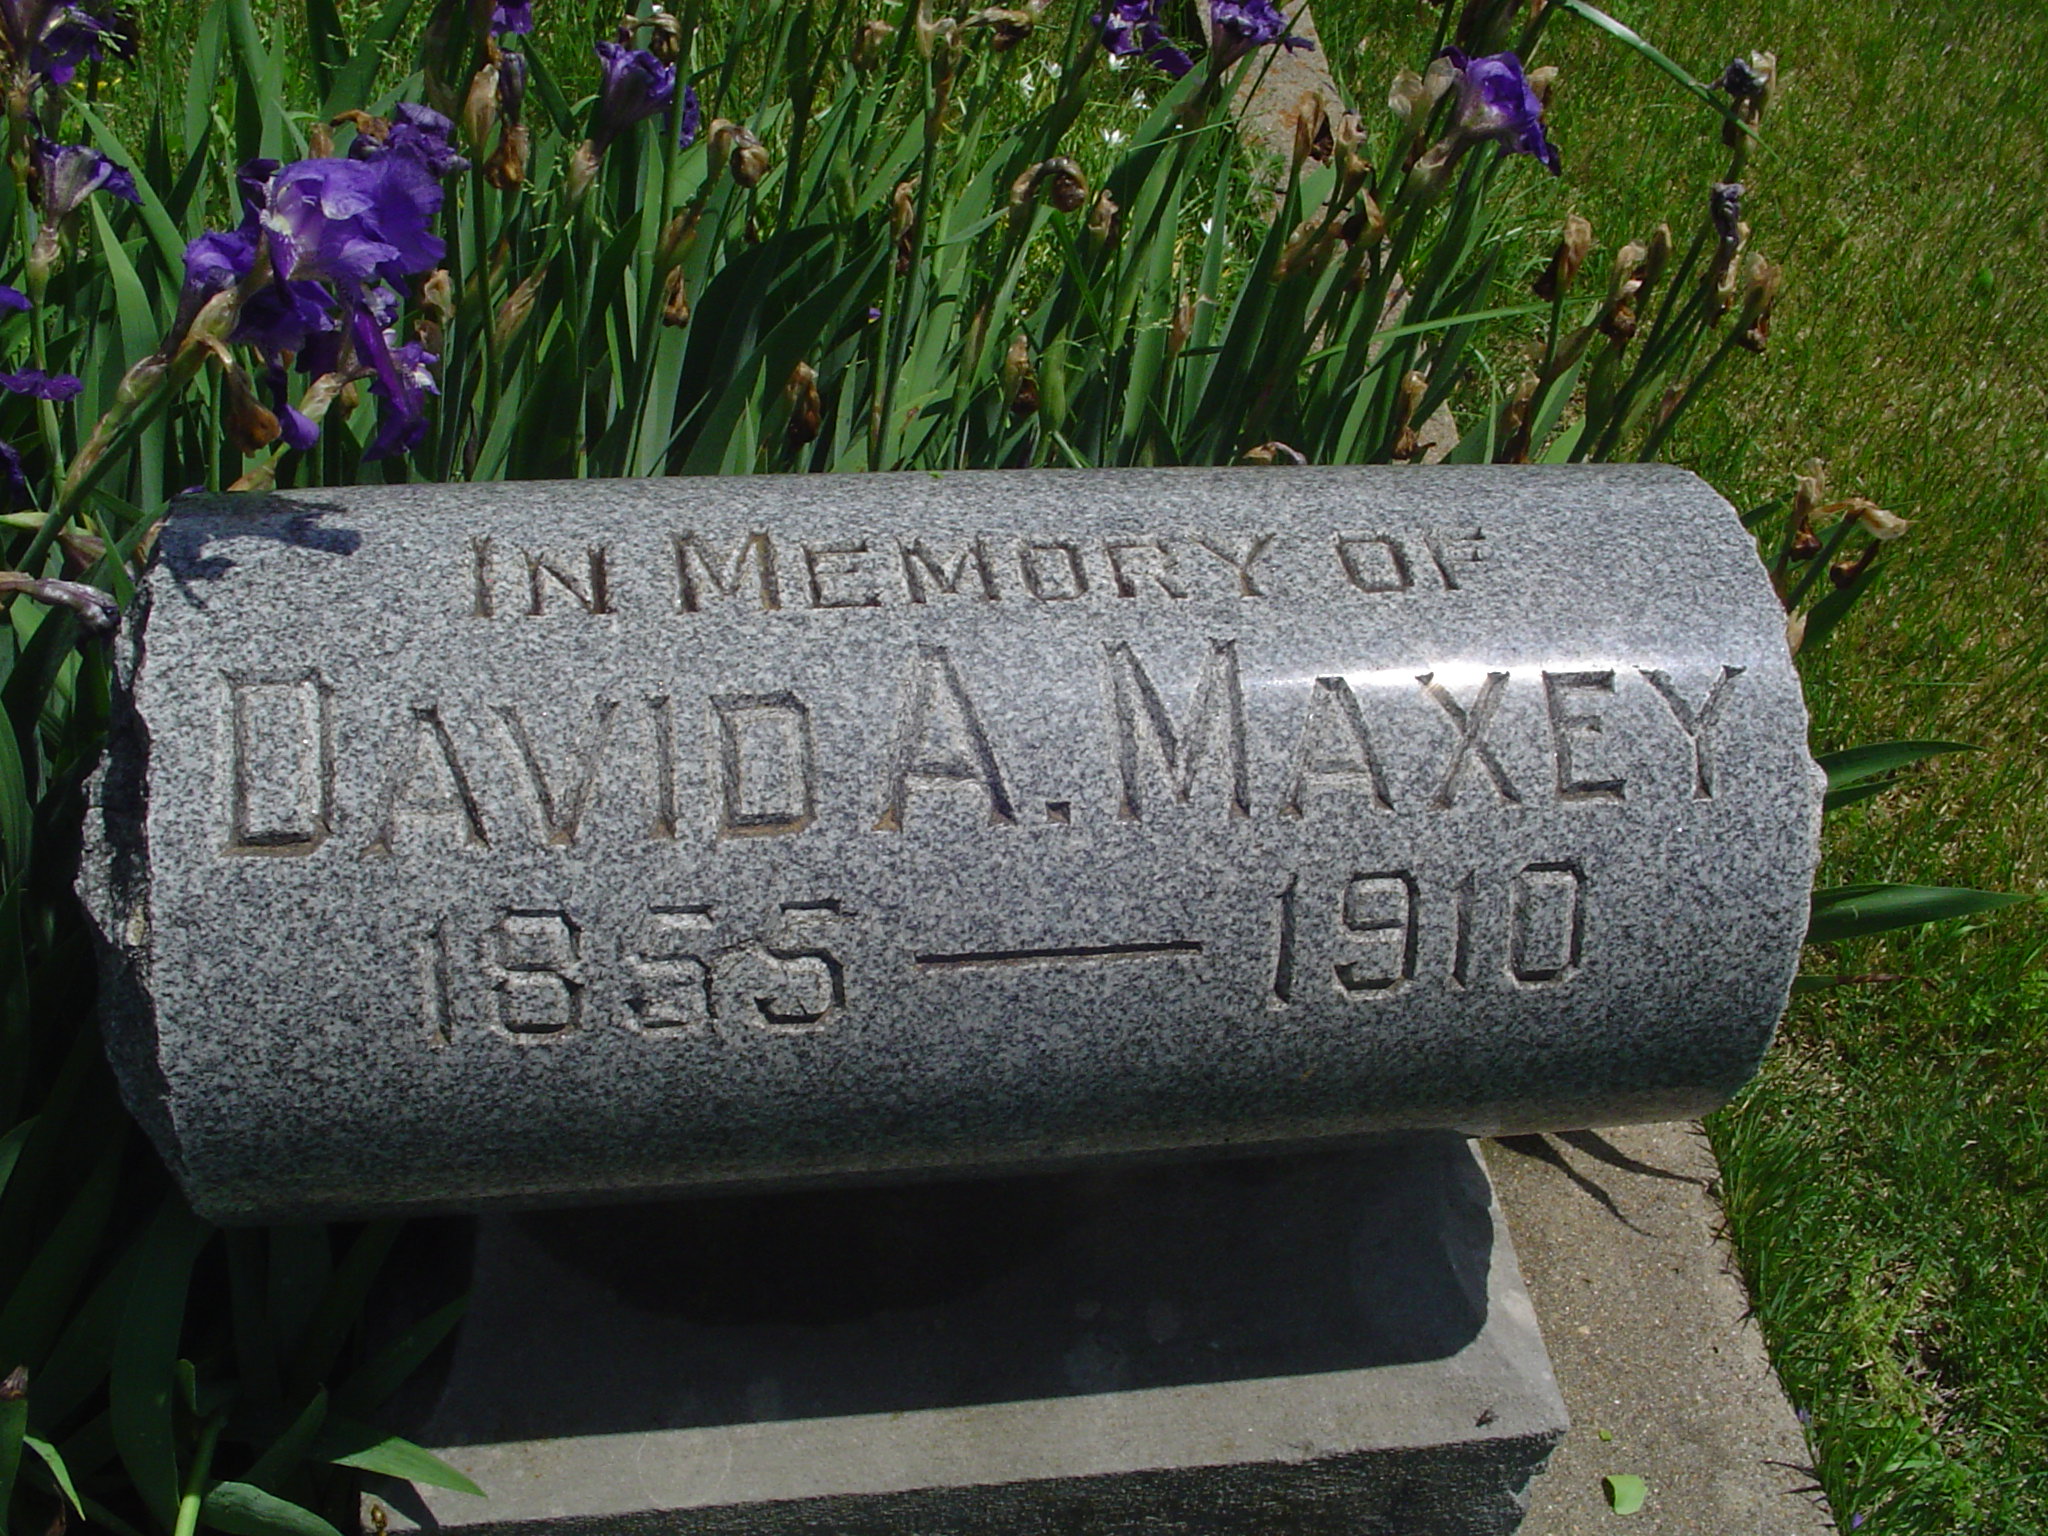 IN MEMORY OF
DAVID A. MAXEY
1855 — 1910